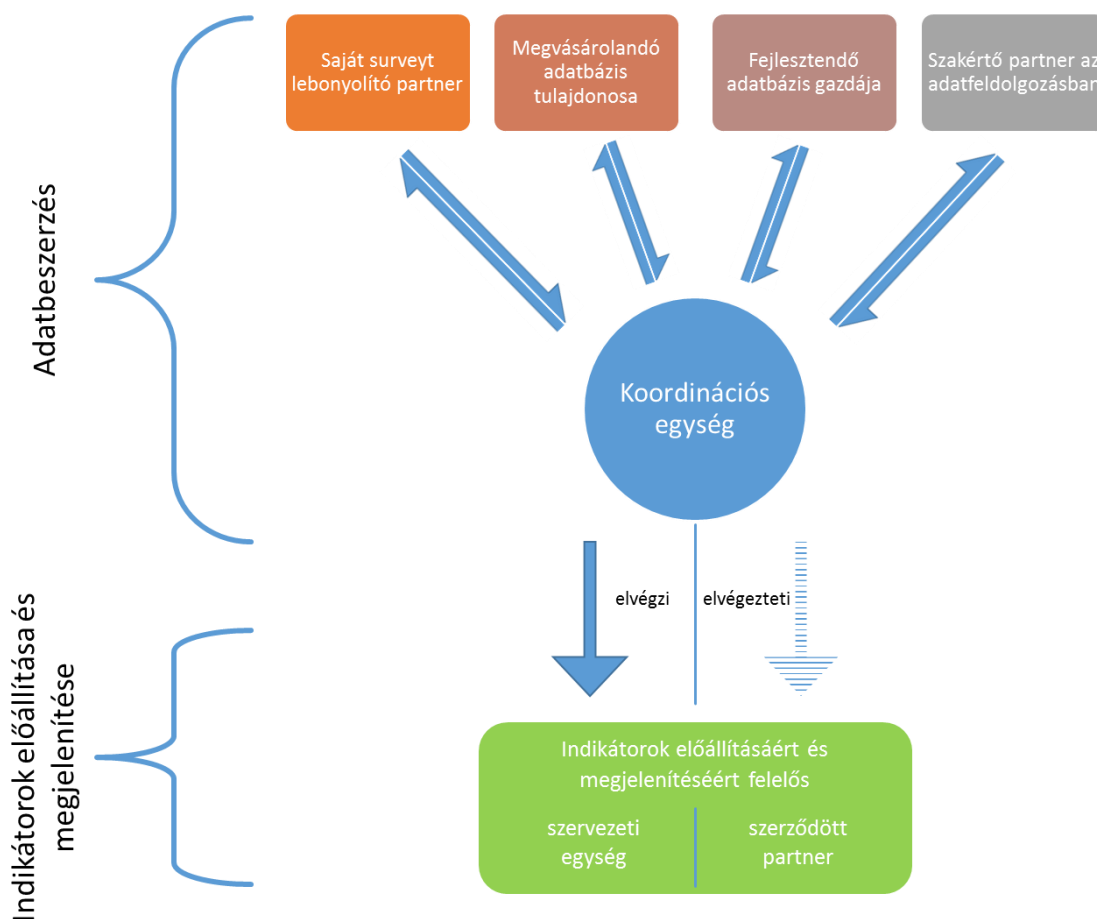 Saját surveyt
lebonyolító partner
Megvásárolandó
adatbázis
tulajdonosa
Fejlesztendő
adatbázis gazdája
Szakértő partner az
adatfeldolgozásban
Adatbeszerzés
Koordinációs
egység
elvégzi
elvégezteti
Indikátorok előállítása és
megjelenítése
Indikátorok előállításáért és
megjelenítéséért felelős
szervezeti
egység
szerződött
partner